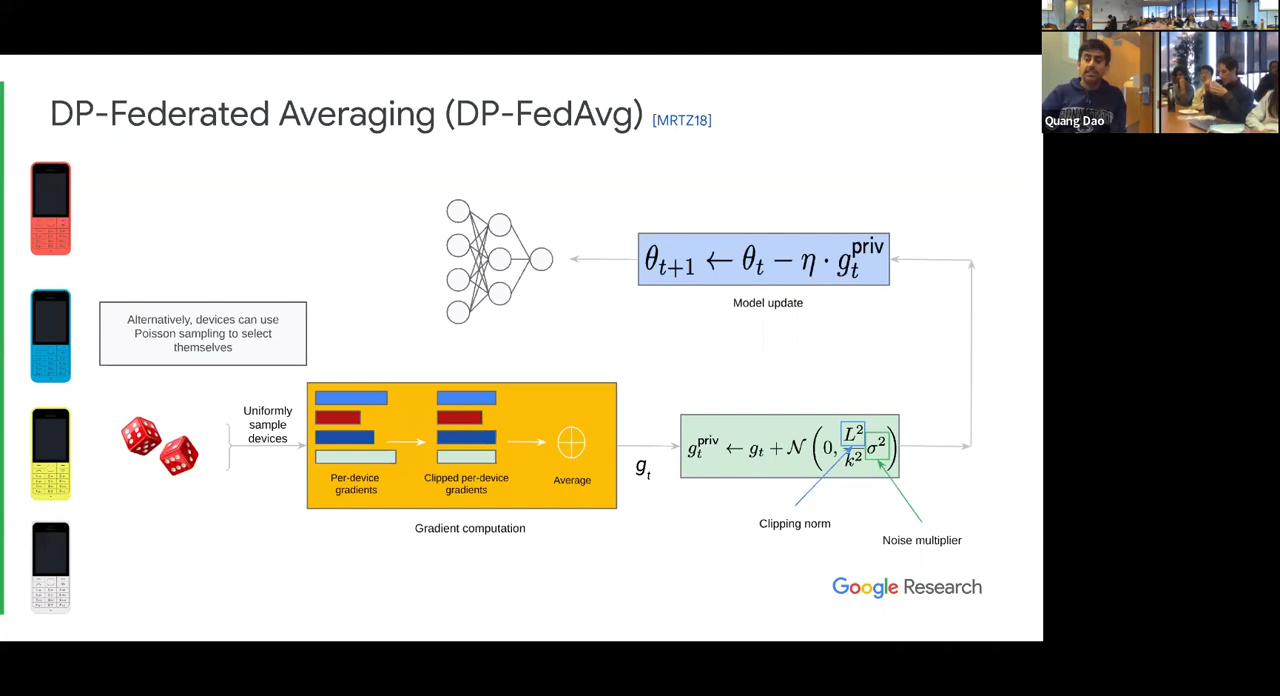 DP-Federated Averaging (DP-FedAvg) [MRTZ18]
Quang Dao
θ_{t+1} ← θ_t − η · g_t^{priv}
Model update
Alternatively, devices can use
Poisson sampling to select
themselves
Uniformly
sample
devices
Per-device
gradients
Clipped per-device
gradients
Average
Gradient computation
g_t
g_t^{priv} ← g_t + N(0, L²/k² σ²)
Clipping norm
Noise multiplier
Google Research